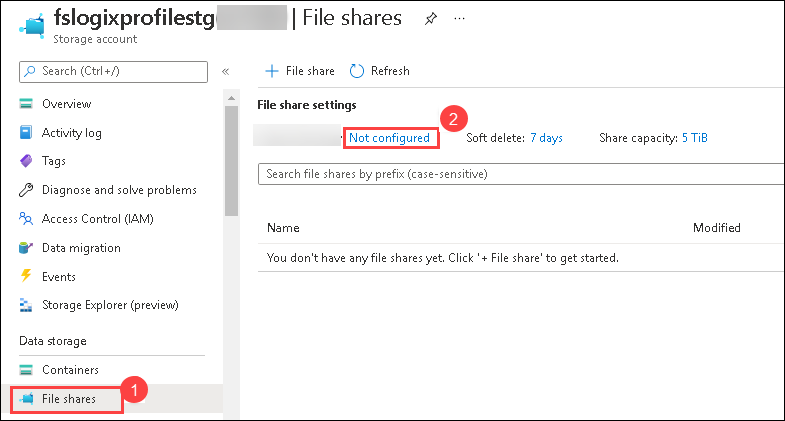 fslogixprofilestg | File shares ...
Storage account
Search (Ctrl+/) «
Overview
Activity log
Tags
Diagnose and solve problems
Access Control (IAM)
Data migration
Events
Storage Explorer (preview)
Data storage
Containers
File shares 1
+ File share Refresh
File share settings
2
Not configured Soft delete: 7 days Share capacity: 5 TiB
Search file shares by prefix (case-sensitive)
Name Modified
You don't have any file shares yet. Click '+ File share' to get started.